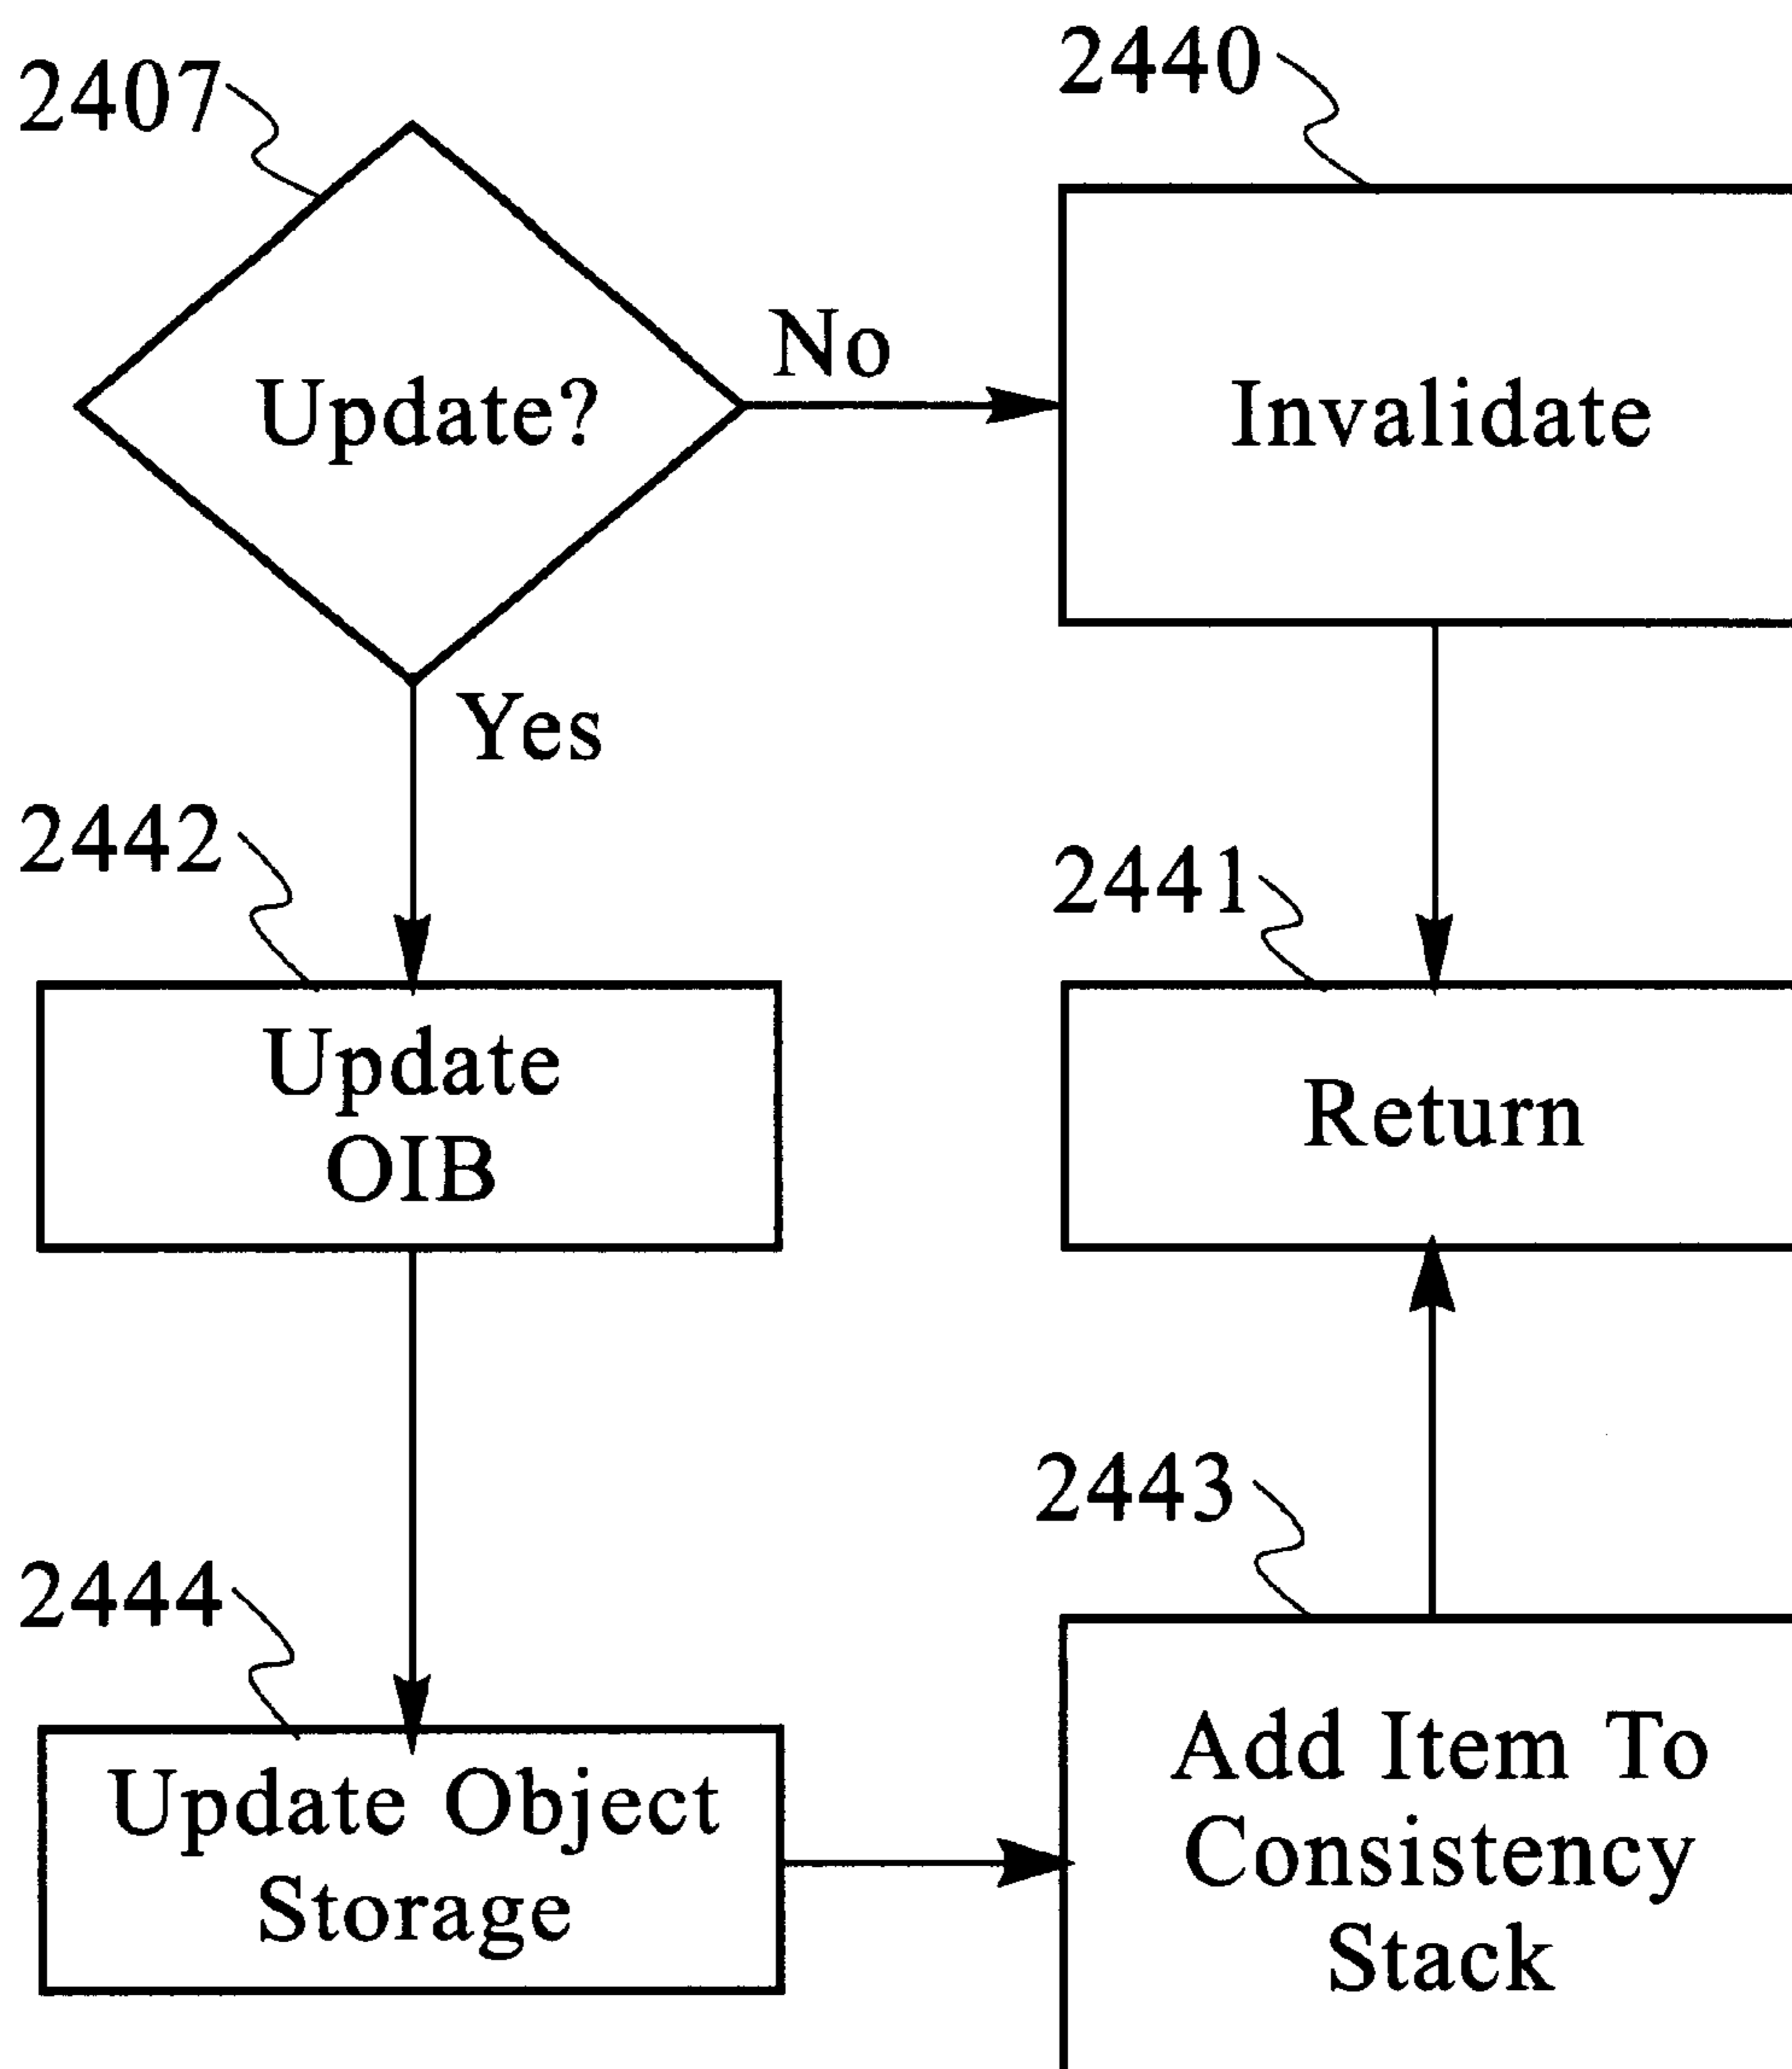 2407
2440
Update?
No
Invalidate
Yes
2442
2441
Update
OIB
Return
2444
2443
Update Object
Storage
Add Item To
Consistency
Stack